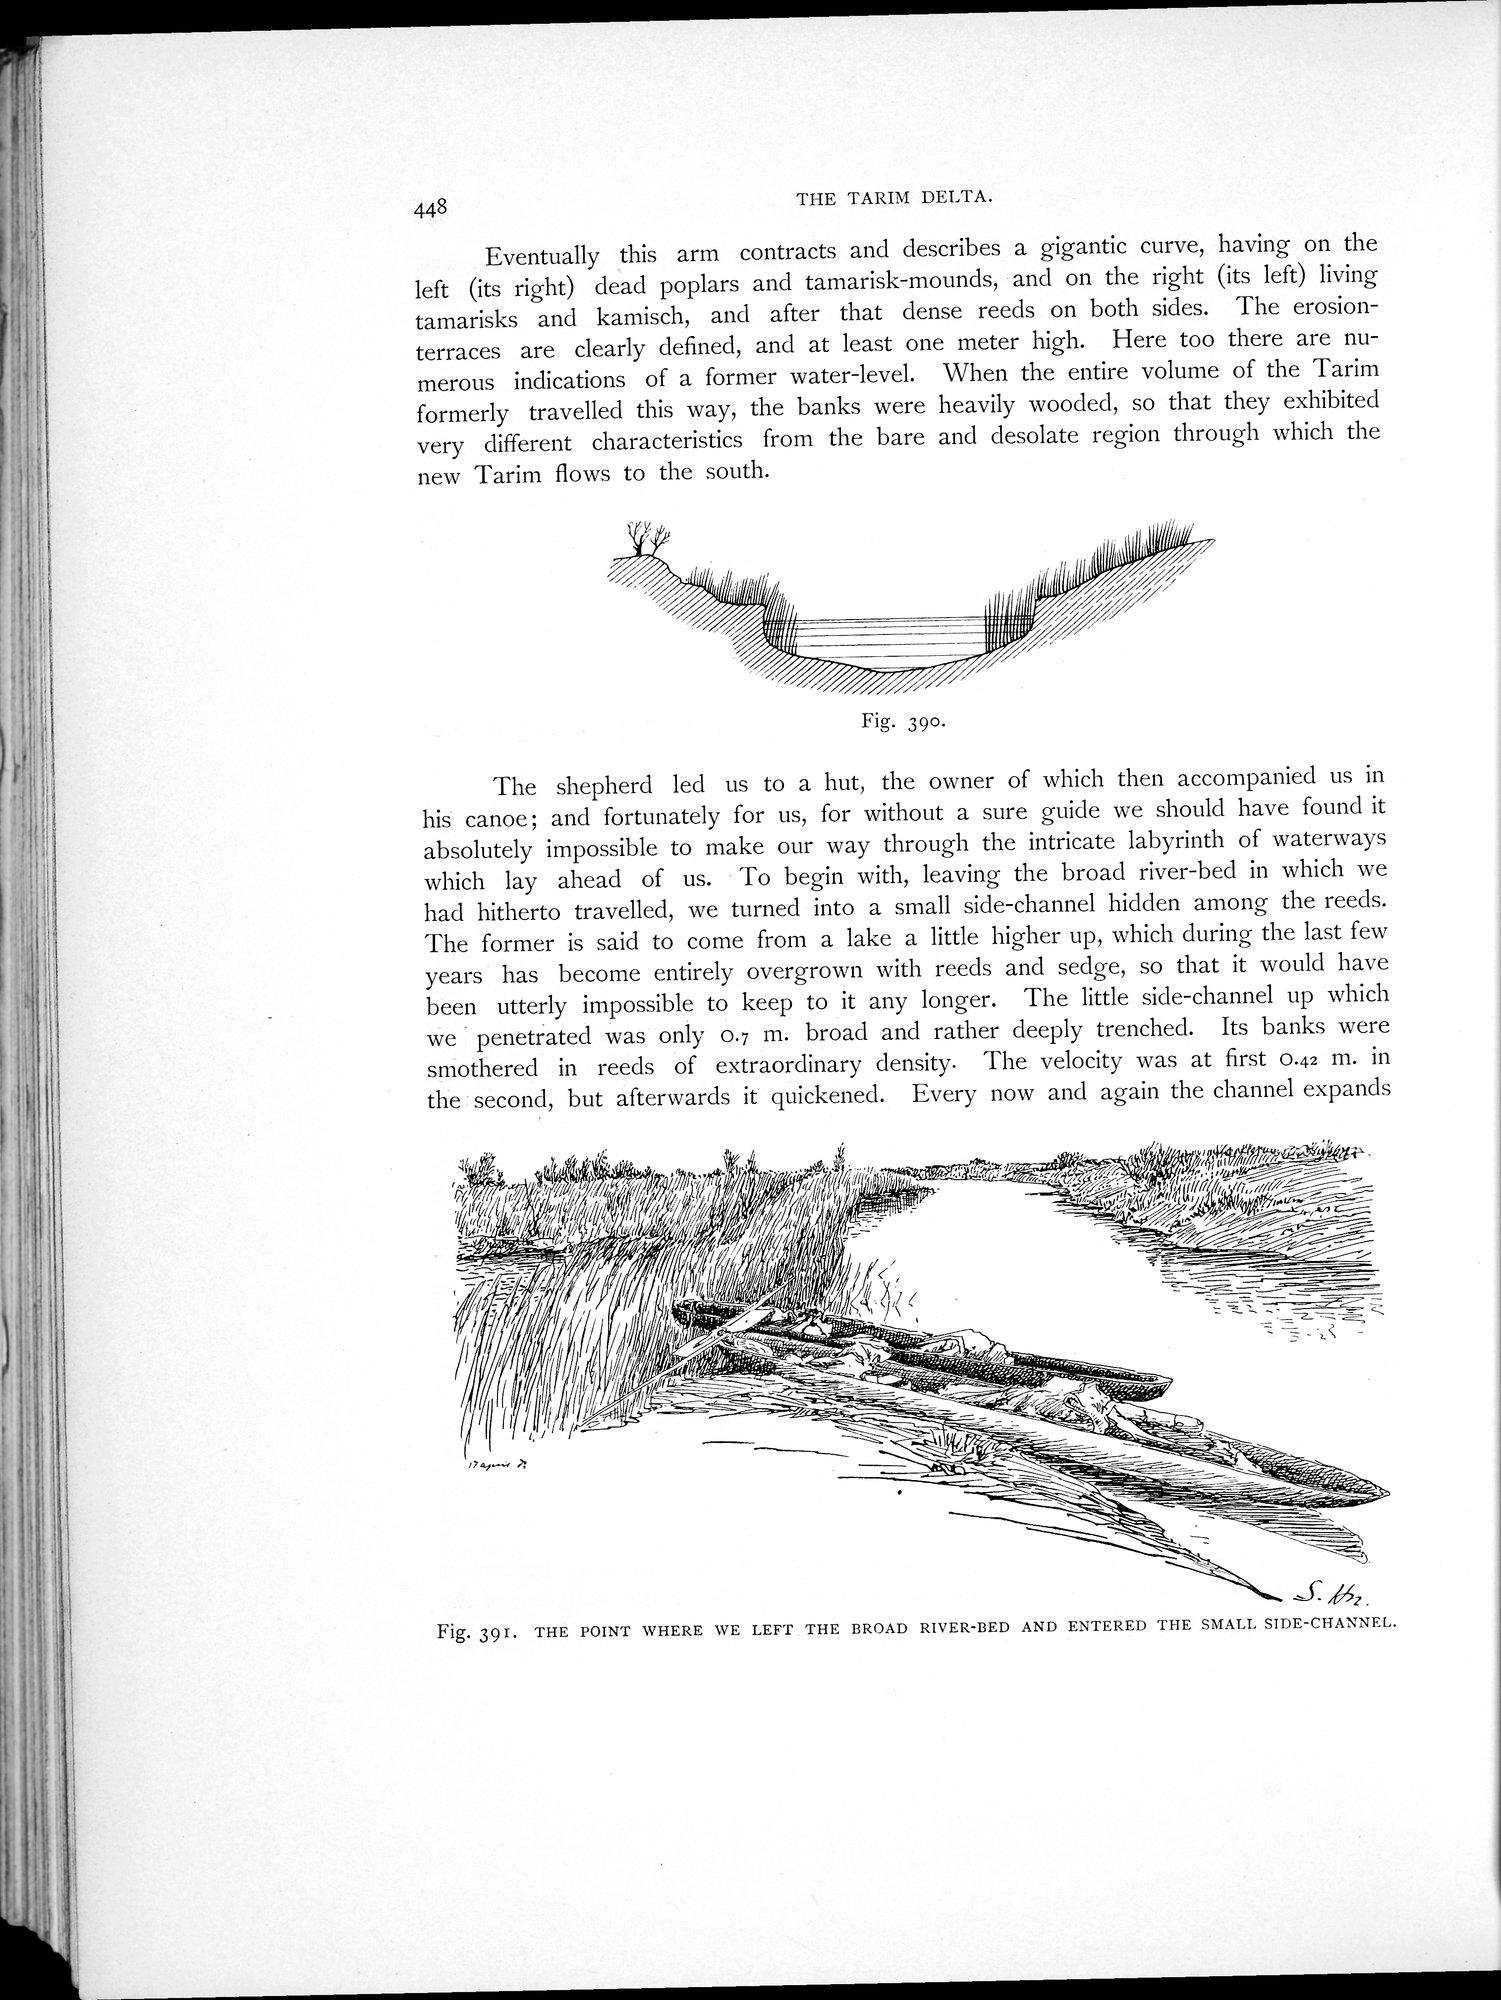 448
THE TARIM DELTA.
Eventually this arm contracts and describes a gigantic curve, having on the
left (its right) dead poplars and tamarisk-mounds, and on the right (its left) living
tamarisks and kamisch, and after that dense reeds on both sides. The erosion-
terraces are clearly defined, and at least one meter high. Here too there are nu-
merous indications of a former water-level. When the entire volume of the Tarim
formerly travelled this way, the banks were heavily wooded, so that they exhibited
very different characteristics from the bare and desolate region through which the
new Tarim flows to the south.
Fig. 390.
The shepherd led us to a hut, the owner of which then accompanied us in
his canoe; and fortunately for us, for without a sure guide we should have found it
absolutely impossible to make our way through the intricate labyrinth of waterways
which lay ahead of us. To begin with, leaving the broad river-bed in which we
had hitherto travelled, we turned into a small side-channel hidden among the reeds.
The former is said to come from a lake a little higher up, which during the last few
years has become entirely overgrown with reeds and sedge, so that it would have
been utterly impossible to keep to it any longer. The little side-channel up which
we penetrated was only 0.7 m. broad and rather deeply trenched. Its banks were
smothered in reeds of extraordinary density. The velocity was at first 0.42 m. in
the second, but afterwards it quickened. Every now and again the channel expands
S. Hn.
Fig. 391. THE POINT WHERE WE LEFT THE BROAD RIVER-BED AND ENTERED THE SMALL SIDE-CHANNEL.